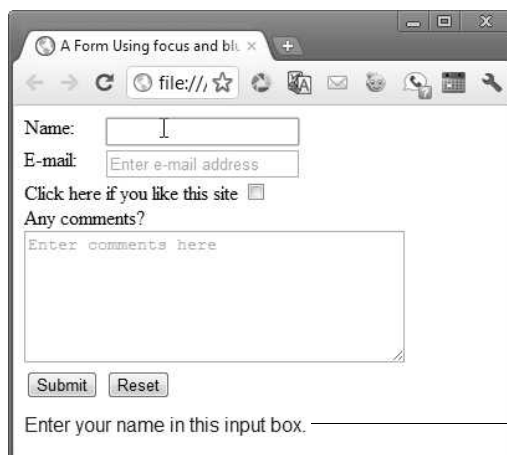 A Form Using focus and blu
file:///
Name:
E-mail: Enter e-mail address
Click here if you like this site
Any comments?
Enter comments here
Submit Reset
Enter your name in this input box.